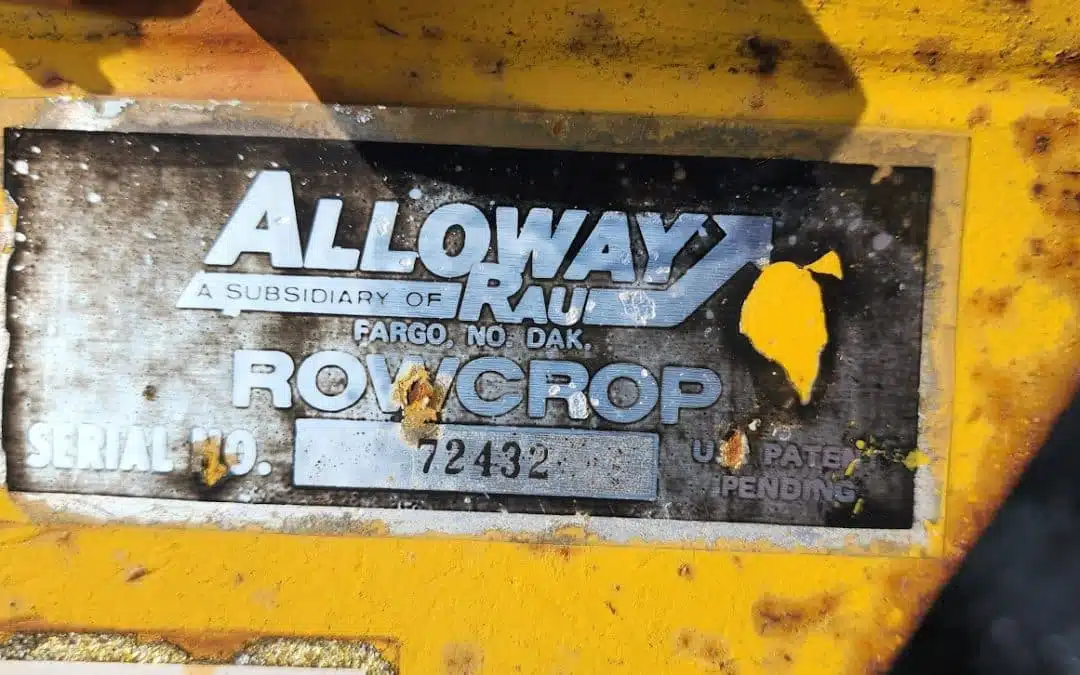 ALLOWAY
A SUBSIDIARY OF RAU
FARGO, NO. DAK.
ROWCROP
SERIAL NO. 72432
U.S. PATENT
PENDING